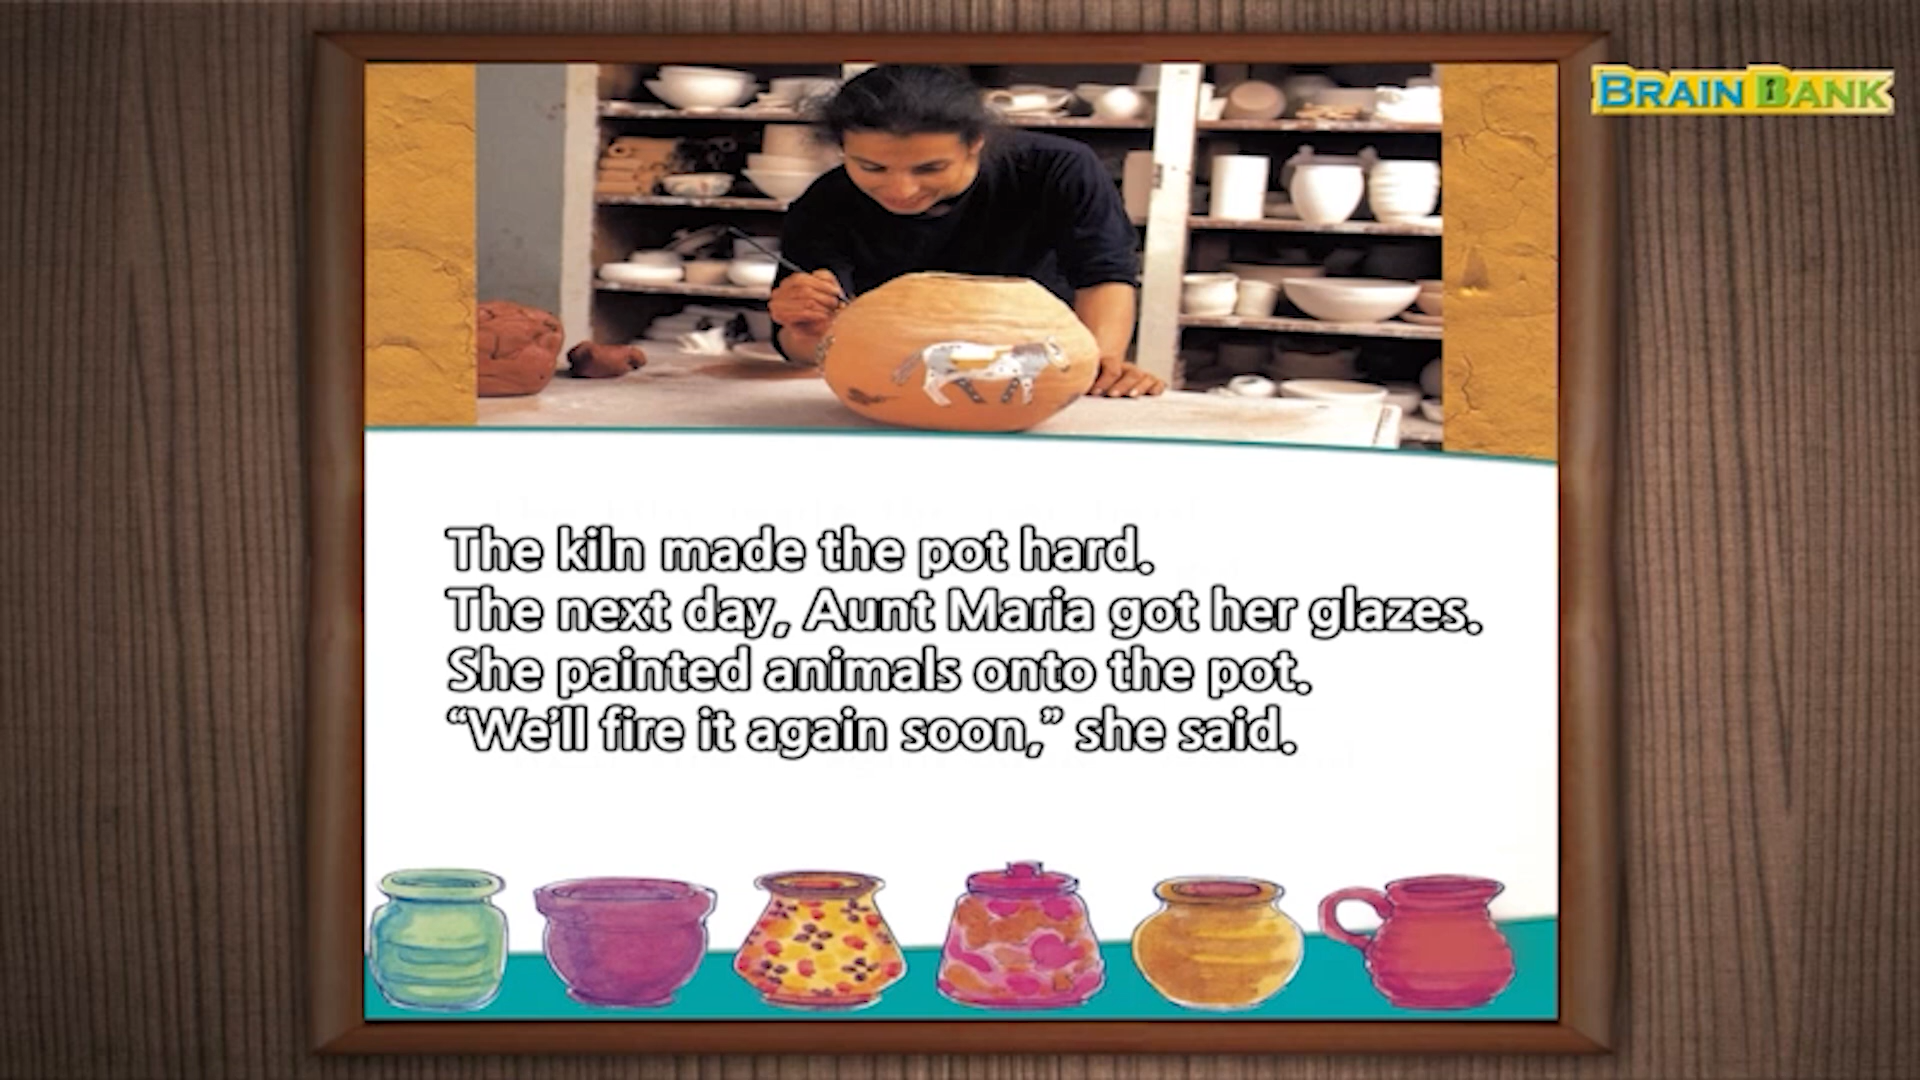 BRAIN BANK
The kiln made the pot hard.
The next day, Aunt Maria got her glazes.
She painted animals onto the pot.
“We’ll fire it again soon,” she said.